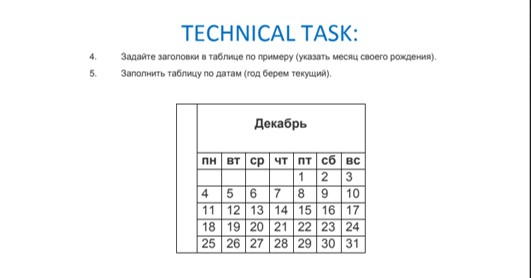 TECHNICAL TASK:
4. Задайте заголовки в таблице по примеру (указать месяц своего рождения).
5. Заполнить таблицу по датам (год берем текущий).
Декабрь
пн вт ср чт пт сб вс
1 2 3
4 5 6 7 8 9 10
11 12 13 14 15 16 17
18 19 20 21 22 23 24
25 26 27 28 29 30 31